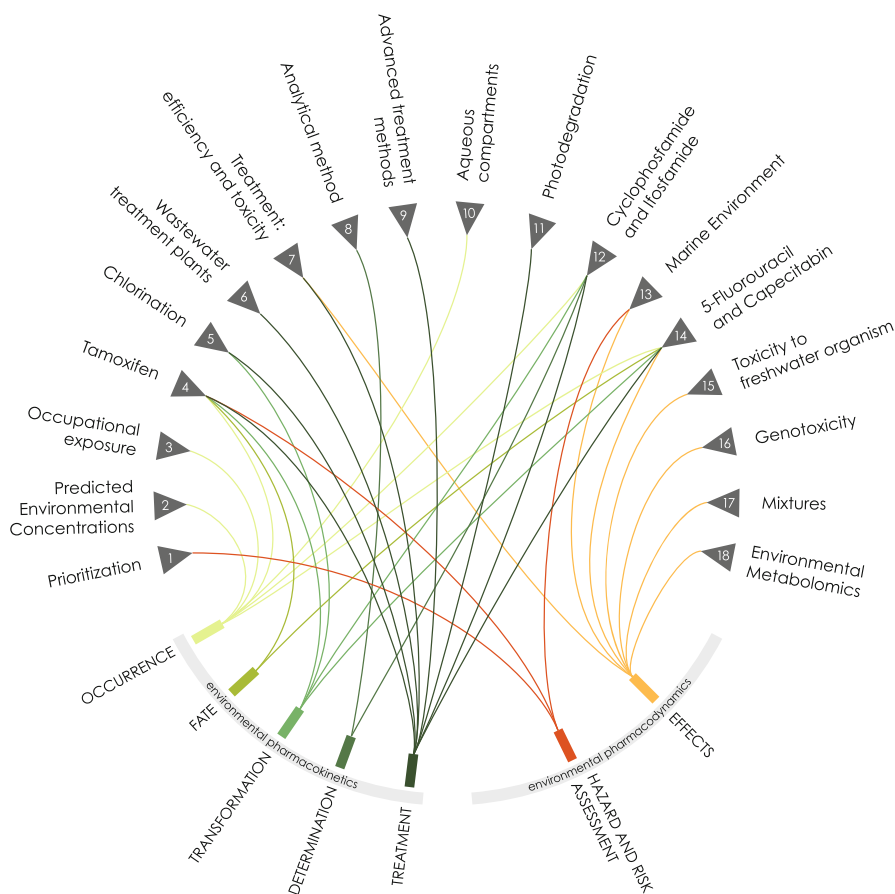 Prioritization
1
Predicted
Environmental
Concentrations
2
Occupational
exposure
3
Tamoxifen
4
Chlorination
5
Wastewater
treatment plants
6
Treatment:
efficiency and toxicity
7
Analytical method
8
Advanced treatment
methods
9
Aqueous
compartments
10
Photodegradation
11
Cyclophosfamide
and Ifosfamide
12
Marine Environment
13
5-Fluorouracil
and Capecitabin
14
Toxicity to
freshwater organism
15
Genotoxicity
16
Mixtures
17
Environmental
Metabolomics
18
OCCURRENCE
FATE
TRANSFORMATION
DETERMINATION
TREATMENT
environmental pharmacokinetics
HAZARD AND RISK
ASSESSMENT
EFFECTS
environmental pharmacodynamics